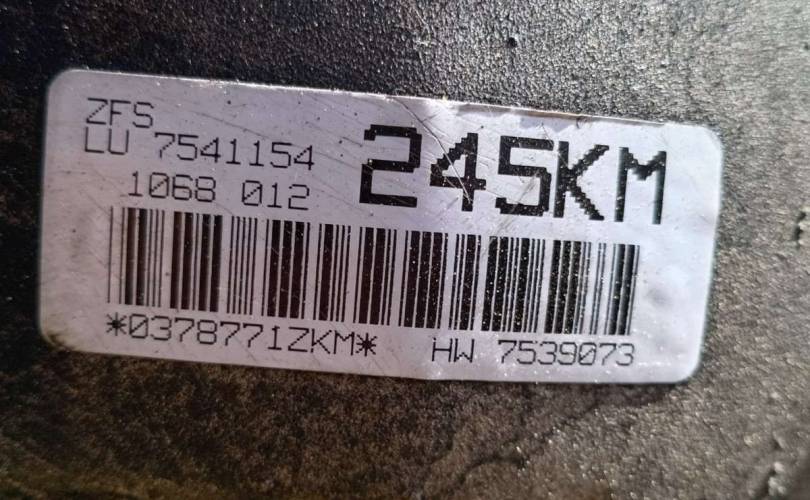 ZFS
LU 7541154
1068 012
245KM
*0378771ZKM*
HW 7539073